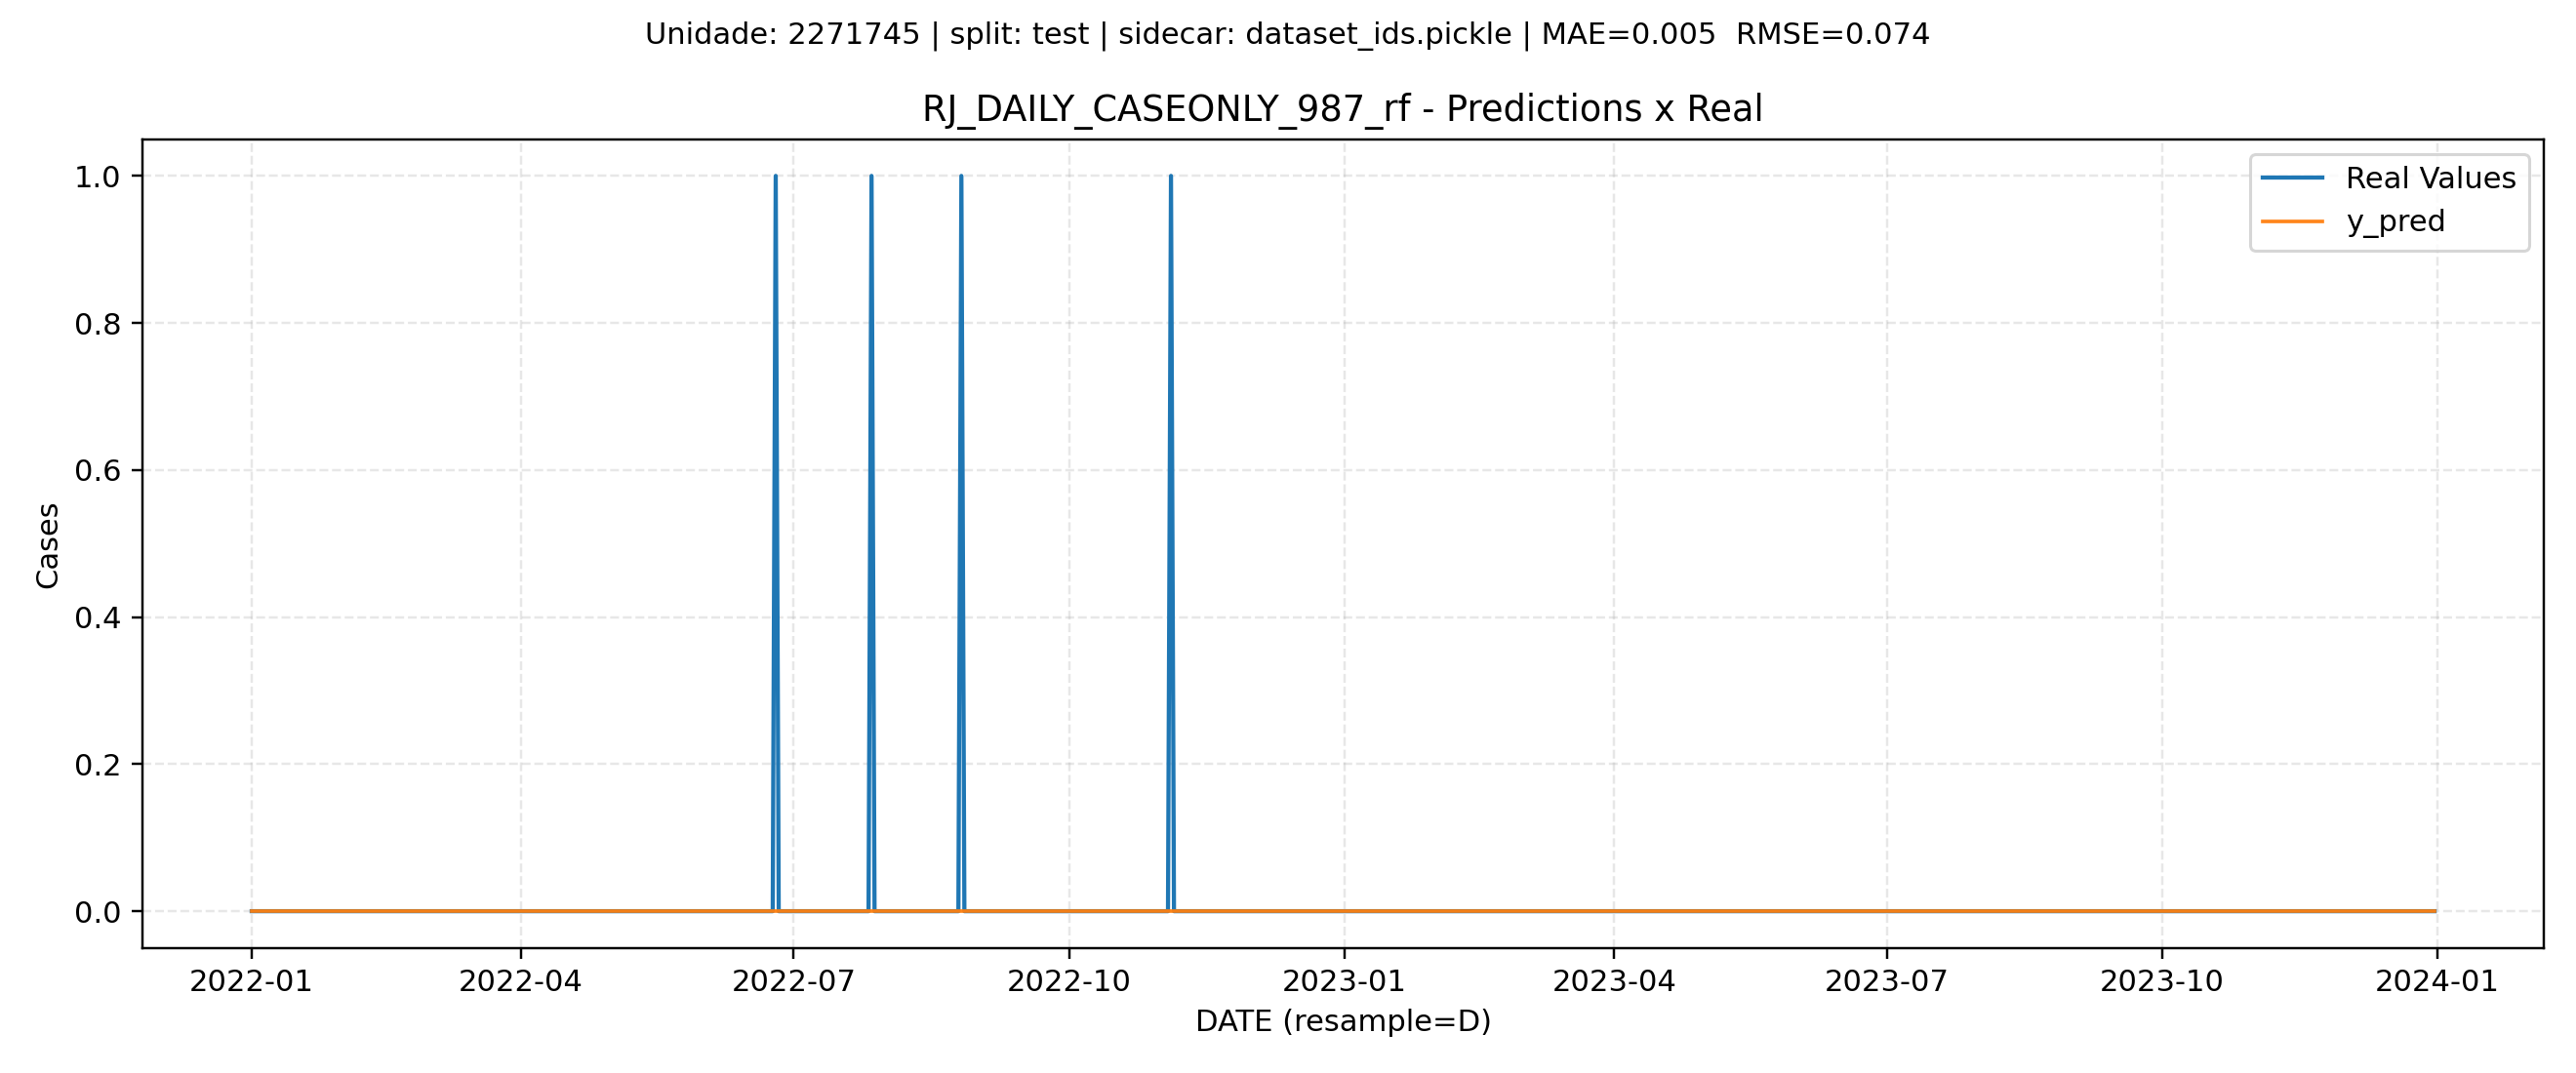 Unidade: 2271745 | split: test | sidecar: dataset_ids.pickle | MAE=0.005  RMSE=0.074
RJ_DAILY_CASEONLY_987_rf - Predictions x Real
Real Values
y_pred
1.0
0.8
0.6
0.4
0.2
0.0
Cases
2022-01 2022-04 2022-07 2022-10 2023-01 2023-04 2023-07 2023-10 2024-01
DATE (resample=D)